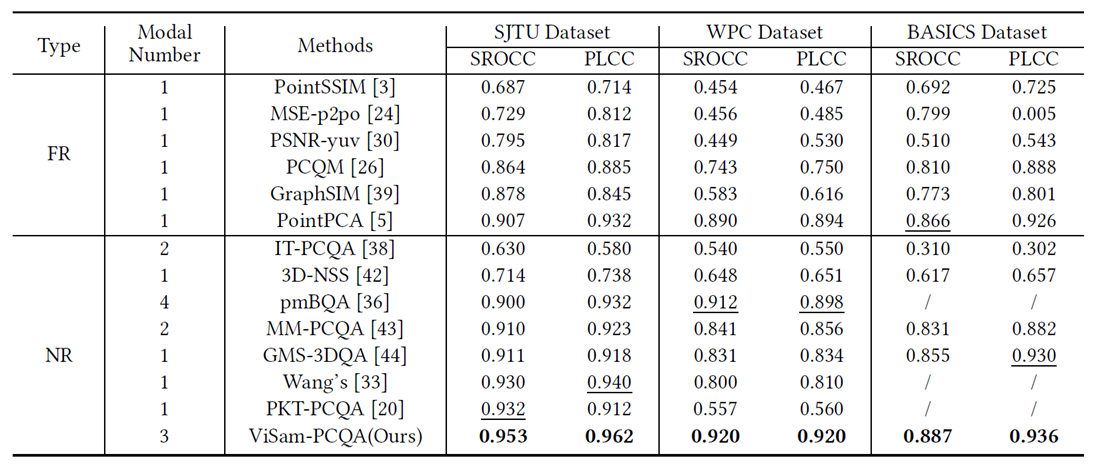 Type Modal Number Methods SJTU Dataset WPC Dataset BASICS Dataset
SROCC PLCC SROCC PLCC SROCC PLCC
FR
1 PointSSIM [3] 0.687 0.714 0.454 0.467 0.692 0.725
1 MSE-p2po [24] 0.729 0.812 0.456 0.485 0.799 0.005
1 PSNR-yuv [30] 0.795 0.817 0.449 0.530 0.510 0.543
1 PCQM [26] 0.864 0.885 0.743 0.750 0.810 0.888
1 GraphSIM [39] 0.878 0.845 0.583 0.616 0.773 0.801
1 PointPCA [5] 0.907 0.932 0.890 0.894 0.866 0.926
NR
2 IT-PCQA [38] 0.630 0.580 0.540 0.550 0.310 0.302
1 3D-NSS [42] 0.714 0.738 0.648 0.651 0.617 0.657
4 pmBQA [36] 0.900 0.932 0.912 0.898 / /
2 MM-PCQA [43] 0.910 0.923 0.841 0.856 0.831 0.882
1 GMS-3DQA [44] 0.911 0.918 0.831 0.834 0.855 0.930
1 Wang's [33] 0.930 0.940 0.800 0.810 / /
1 PKT-PCQA [20] 0.932 0.912 0.557 0.560 / /
3 ViSam-PCQA(Ours) 0.953 0.962 0.920 0.920 0.887 0.936